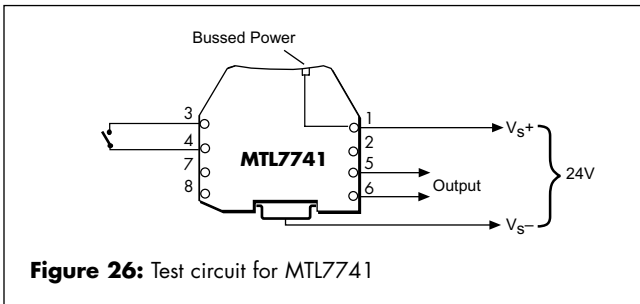 Bussed Power
3
4
7
8
MTL7741
1
2
5
6
Vs+
24V
Output
Vs–
Figure 26: Test circuit for MTL7741